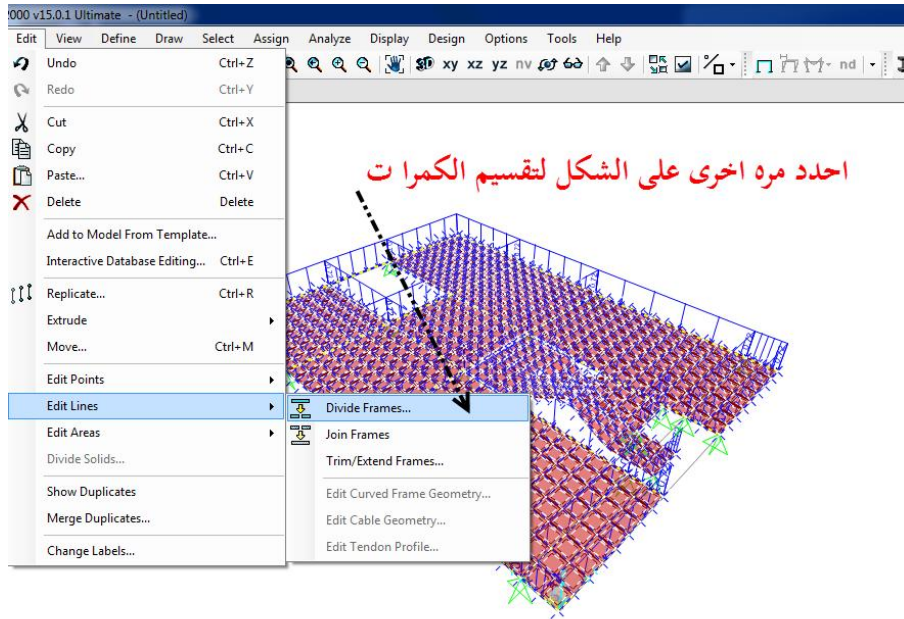 2000 v15.0.1 Ultimate - (Untitled)
Edit View Define Draw Select Assign Analyze Display Design Options Tools Help
xy xz yz nv nd
Undo Ctrl+Z
Redo Ctrl+Y
Cut Ctrl+X
Copy Ctrl+C
Paste... Ctrl+V
Delete Delete
Add to Model From Template...
Interactive Database Editing... Ctrl+E
Replicate... Ctrl+R
Extrude
Move... Ctrl+M
Edit Points
Edit Lines
Edit Areas
Divide Solids...
Show Duplicates
Merge Duplicates...
Change Labels...
احدد مره اخرى على الشكل لتقسيم الكمرا ت
Divide Frames...
Join Frames
Trim/Extend Frames...
Edit Curved Frame Geometry...
Edit Cable Geometry...
Edit Tendon Profile...